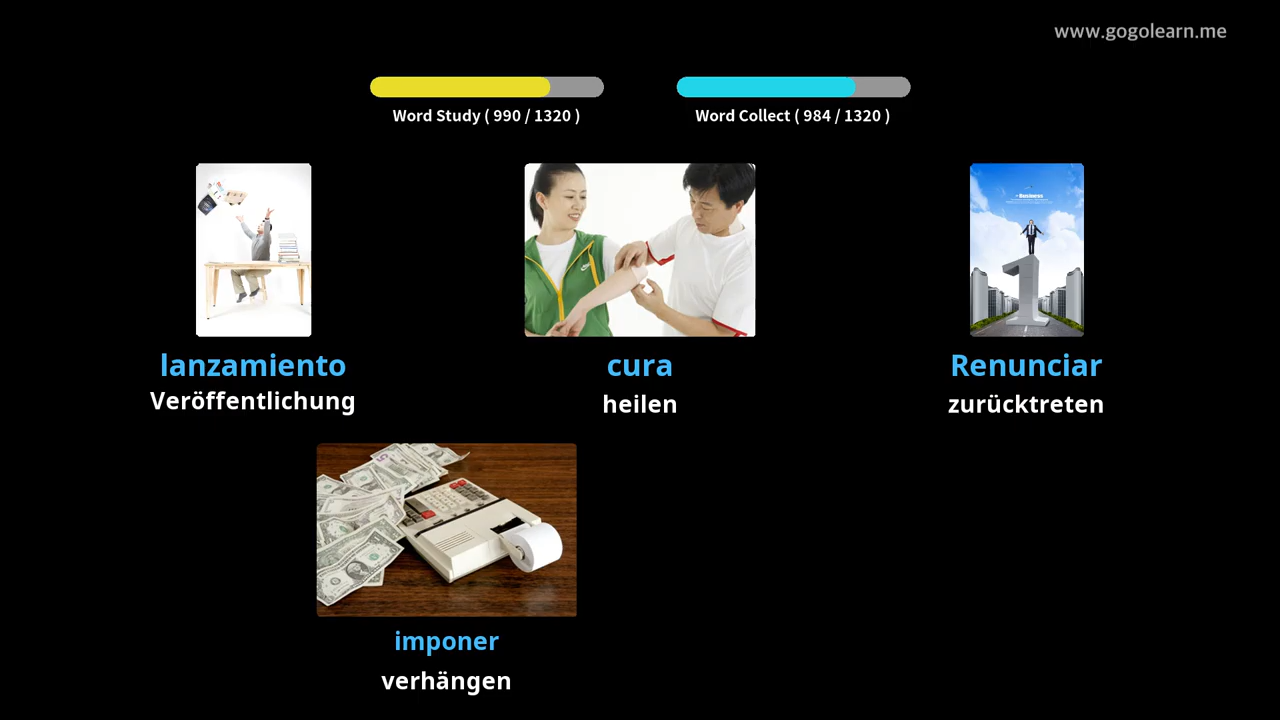 www.gogolearn.me
Word Study ( 990 / 1320 )
Word Collect ( 984 / 1320 )
lanzamiento
Veröffentlichung
cura
heilen
Renunciar
zurücktreten
imponer
verhängen